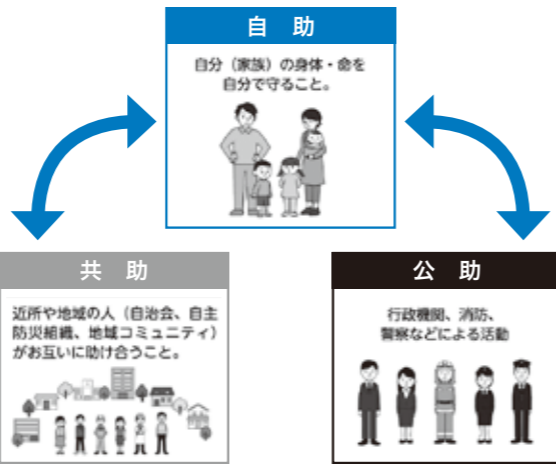 自助
自分（家族）の身体・命を
自分で守ること。
共助
近所や地域の人（自治会、自主
防災組織、地域コミュニティ）
がお互いに助け合うこと。
公助
行政機関、消防、
警察などによる活動